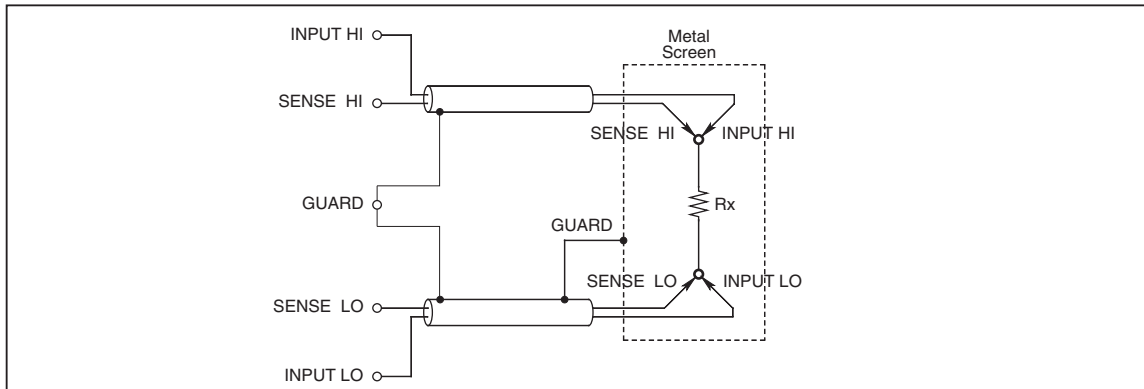 INPUT HI
Metal
Screen
SENSE HI
SENSE HI
INPUT HI
GUARD
Rx
GUARD
SENSE LO
INPUT LO
SENSE LO
INPUT LO